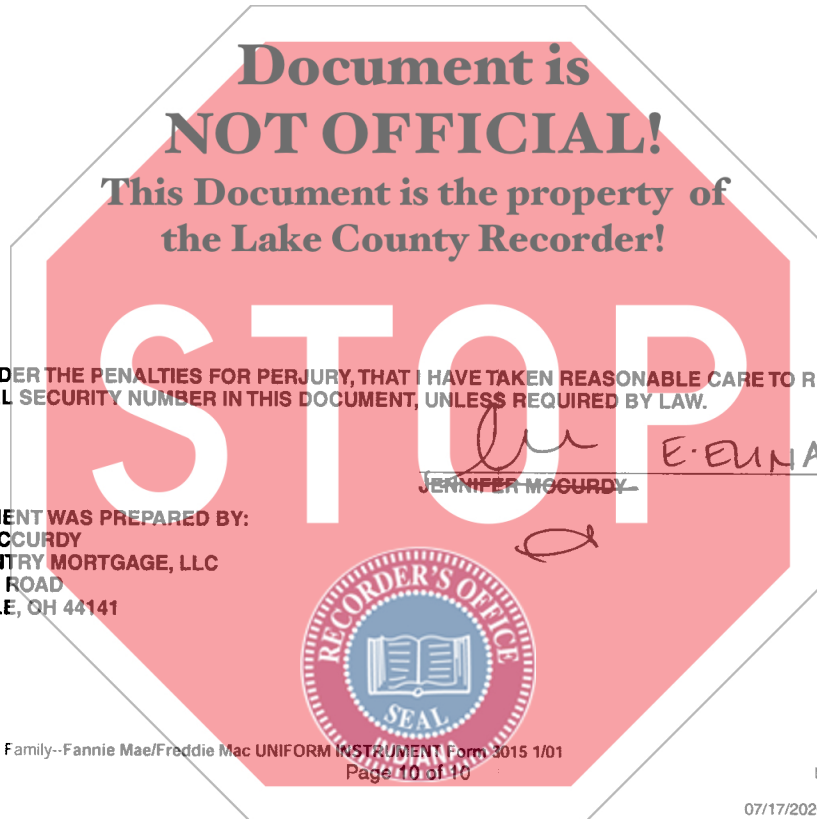 Document is
NOT OFFICIAL!
This Document is the property of
the Lake County Recorder!
STOP
DER THE PENALTIES FOR PERJURY, THAT I HAVE TAKEN REASONABLE CARE TO R
L SECURITY NUMBER IN THIS DOCUMENT, UNLESS REQUIRED BY LAW.
JENNIFER MCCURDY
ENT WAS PREPARED BY:
CCURDY
NTRY MORTGAGE, LLC
ROAD
LE, OH 44141
RECORDER'S OFFICE
SEAL
INDIANA
Family--Fannie Mae/Freddie Mac UNIFORM INSTRUMENT Form 3015 1/01
Page 10 of 10
07/17/202